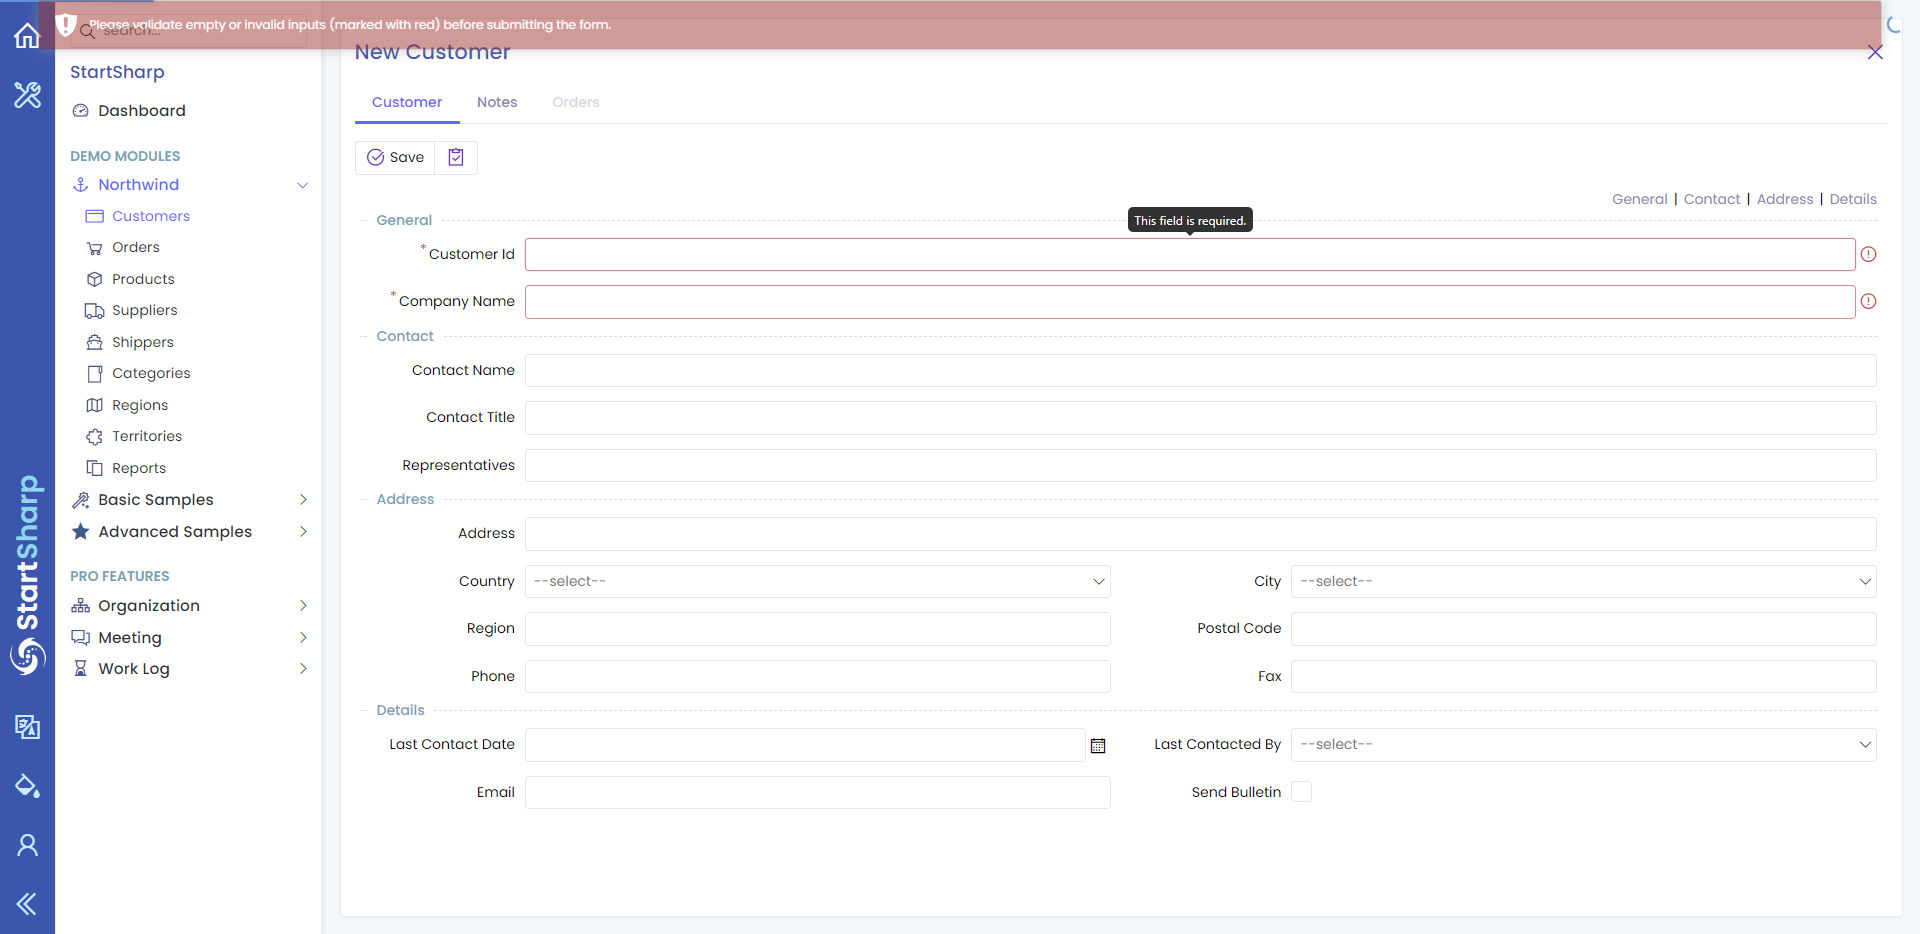 Please validate empty or invalid inputs (marked with red) before submitting the form.
search...
StartSharp
Dashboard
DEMO MODULES
Northwind
Customers
Orders
Products
Suppliers
Shippers
Categories
Regions
Territories
Reports
Basic Samples
Advanced Samples
PRO FEATURES
Organization
Meeting
Work Log
StartSharp
New Customer
Customer Notes Orders
Save
General | Contact | Address | Details
General
This field is required.
* Customer Id
* Company Name
Contact
Contact Name
Contact Title
Representatives
Address
Address
Country --select-- City --select--
Region Postal Code
Phone Fax
Details
Last Contact Date Last Contacted By --select--
Email Send Bulletin